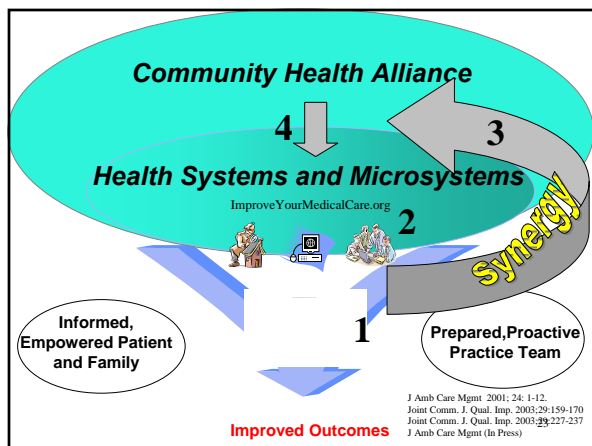 Community Health Alliance
4
3
Health Systems and Microsystems
ImproveYourMedicalCare.org
2
Synergy
1
Informed,
Empowered Patient
and Family
Prepared,Proactive
Practice Team
J Amb Care Mgmt 2001; 24: 1-12.
Joint Comm. J. Qual. Imp. 2003;29:159-170
Joint Comm. J. Qual. Imp. 2003;29:227-237
J Amb Care Mgmt (In Press)
23
Improved Outcomes